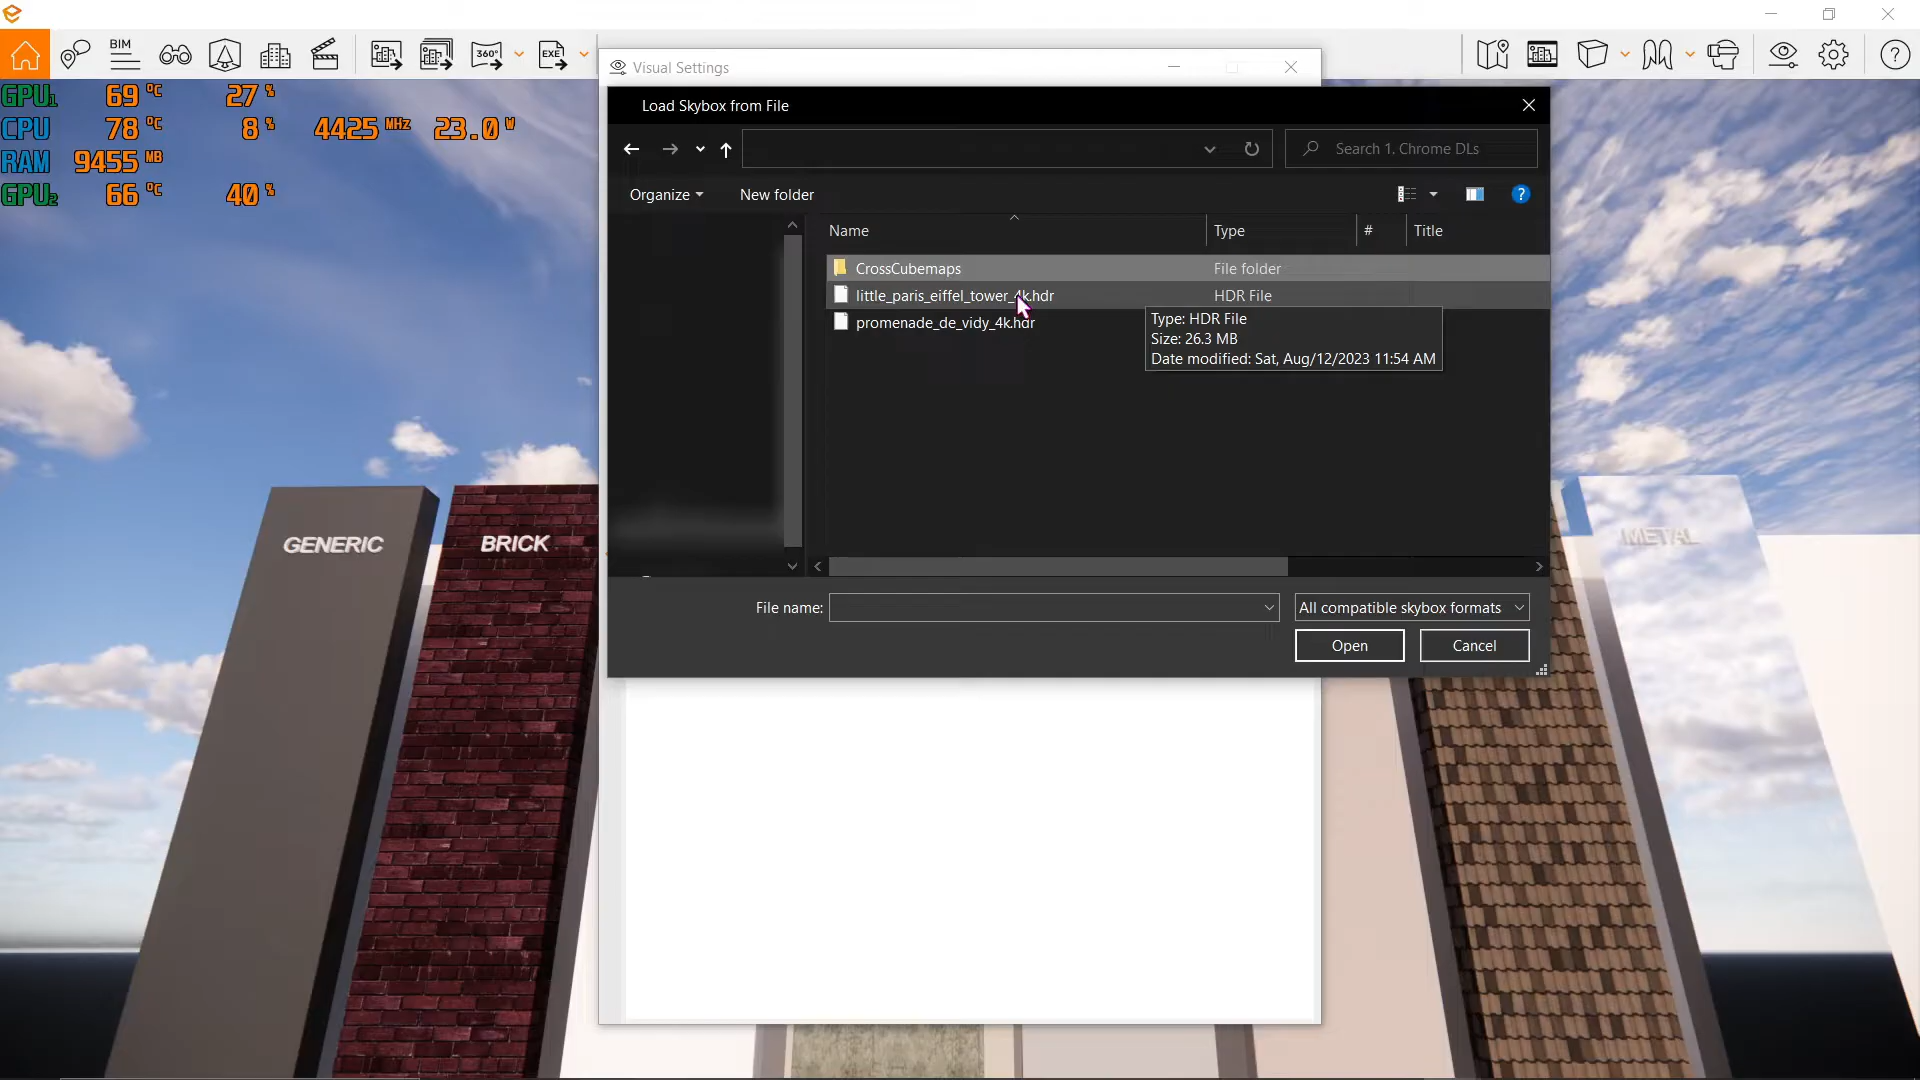 BIM
360°
EXE
GPU1 69 °C 27 %
CPU 78 °C 8 % 4425 MHz 23.0 W
RAM 9455 MB
GPU2 66 °C 40 %
Visual Settings
Load Skybox from File
Search 1. Chrome DLs
Organize
New folder
Name
Type
#
Title
CrossCubemaps
File folder
little_paris_eiffel_tower_4k.hdr
HDR File
promenade_de_vidy_4k.hdr
Type: HDR File
Size: 26.3 MB
Date modified: Sat, Aug/12/2023 11:54 AM
File name:
All compatible skybox formats
Open
Cancel
GENERIC
BRICK
METAL